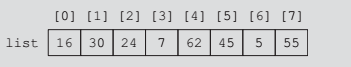 [0] [1] [2] [3] [4] [5] [6] [7]
list 16 30 24 7 62 45 5 55